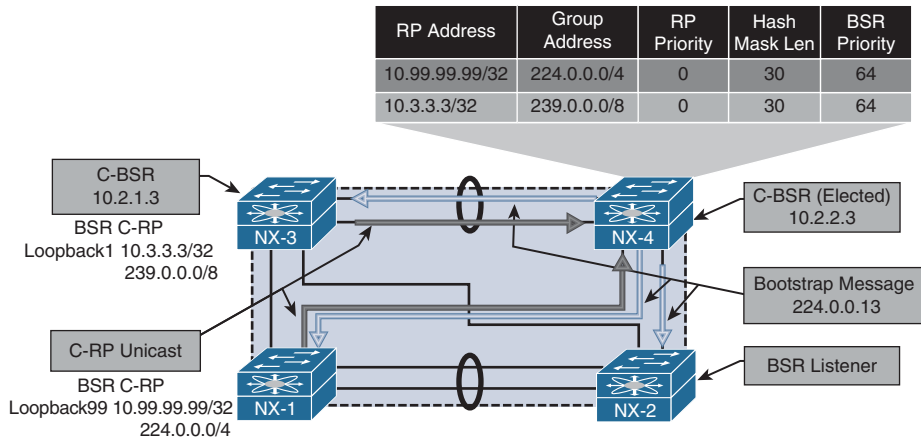 RP Address Group Address RP Priority Hash Mask Len BSR Priority
10.99.99.99/32 224.0.0.0/4 0 30 64
10.3.3.3/32 239.0.0.0/8 0 30 64
C-BSR
10.2.1.3
BSR C-RP
Loopback1 10.3.3.3/32
239.0.0.0/8
NX-3
NX-4
C-BSR (Elected)
10.2.2.3
Bootstrap Message
224.0.0.13
C-RP Unicast
BSR C-RP
Loopback99 10.99.99.99/32
224.0.0.0/4
NX-1
NX-2
BSR Listener